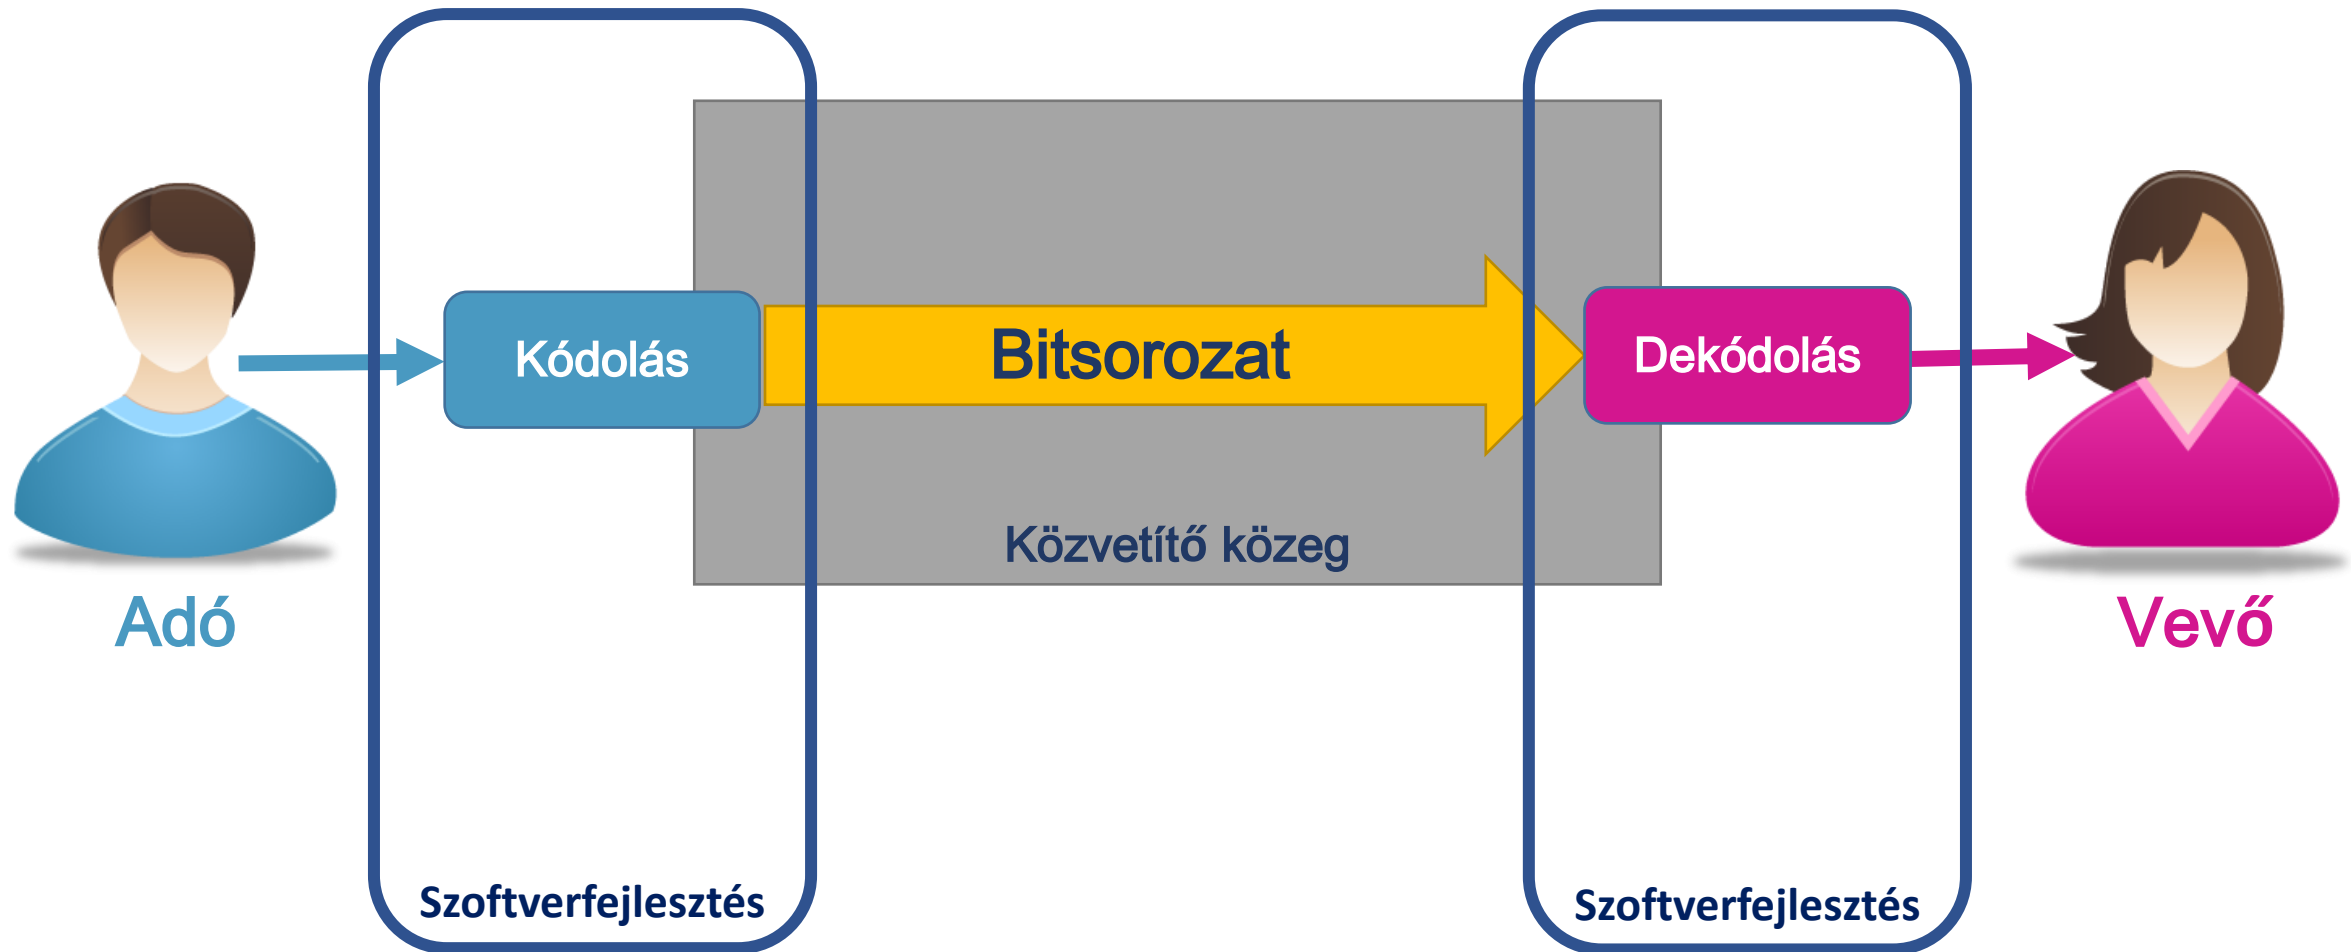 Kódolás
Bitsorozat
Dekódolás
Közvetítő közeg
Adó
Vevő
Szoftverfejlesztés
Szoftverfejlesztés